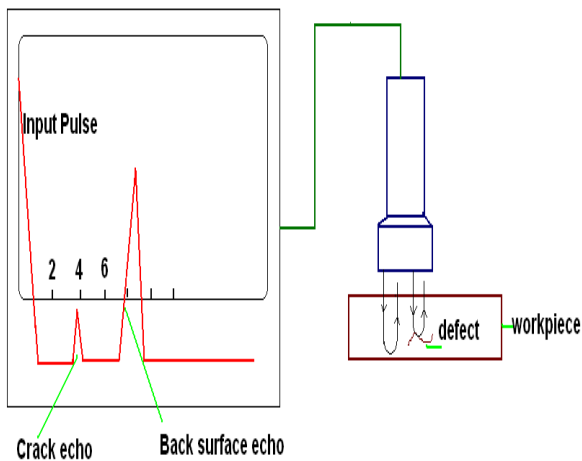 Input Pulse
2 4 6
defect
workpiece
Crack echo
Back surface echo